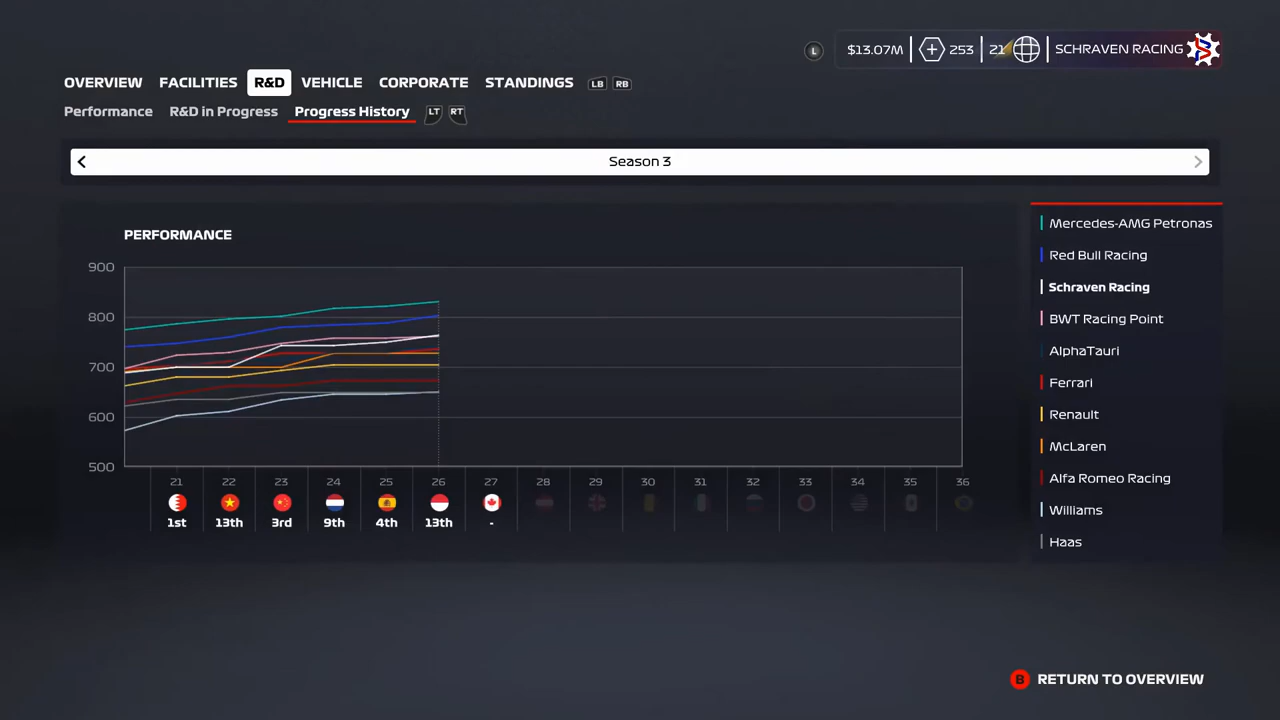 L $13.07M 253 21 SCHRAVEN RACING
OVERVIEW FACILITIES R&D VEHICLE CORPORATE STANDINGS LB RB
Performance R&D in Progress Progress History LT RT
Season 3
PERFORMANCE
900
800
700
600
500
21 22 23 24 25 26 27 28 29 30 31 32 33 34 35 36
1st 13th 3rd 9th 4th 13th -
Mercedes-AMG Petronas
Red Bull Racing
Schraven Racing
BWT Racing Point
AlphaTauri
Ferrari
Renault
McLaren
Alfa Romeo Racing
Williams
Haas
B RETURN TO OVERVIEW